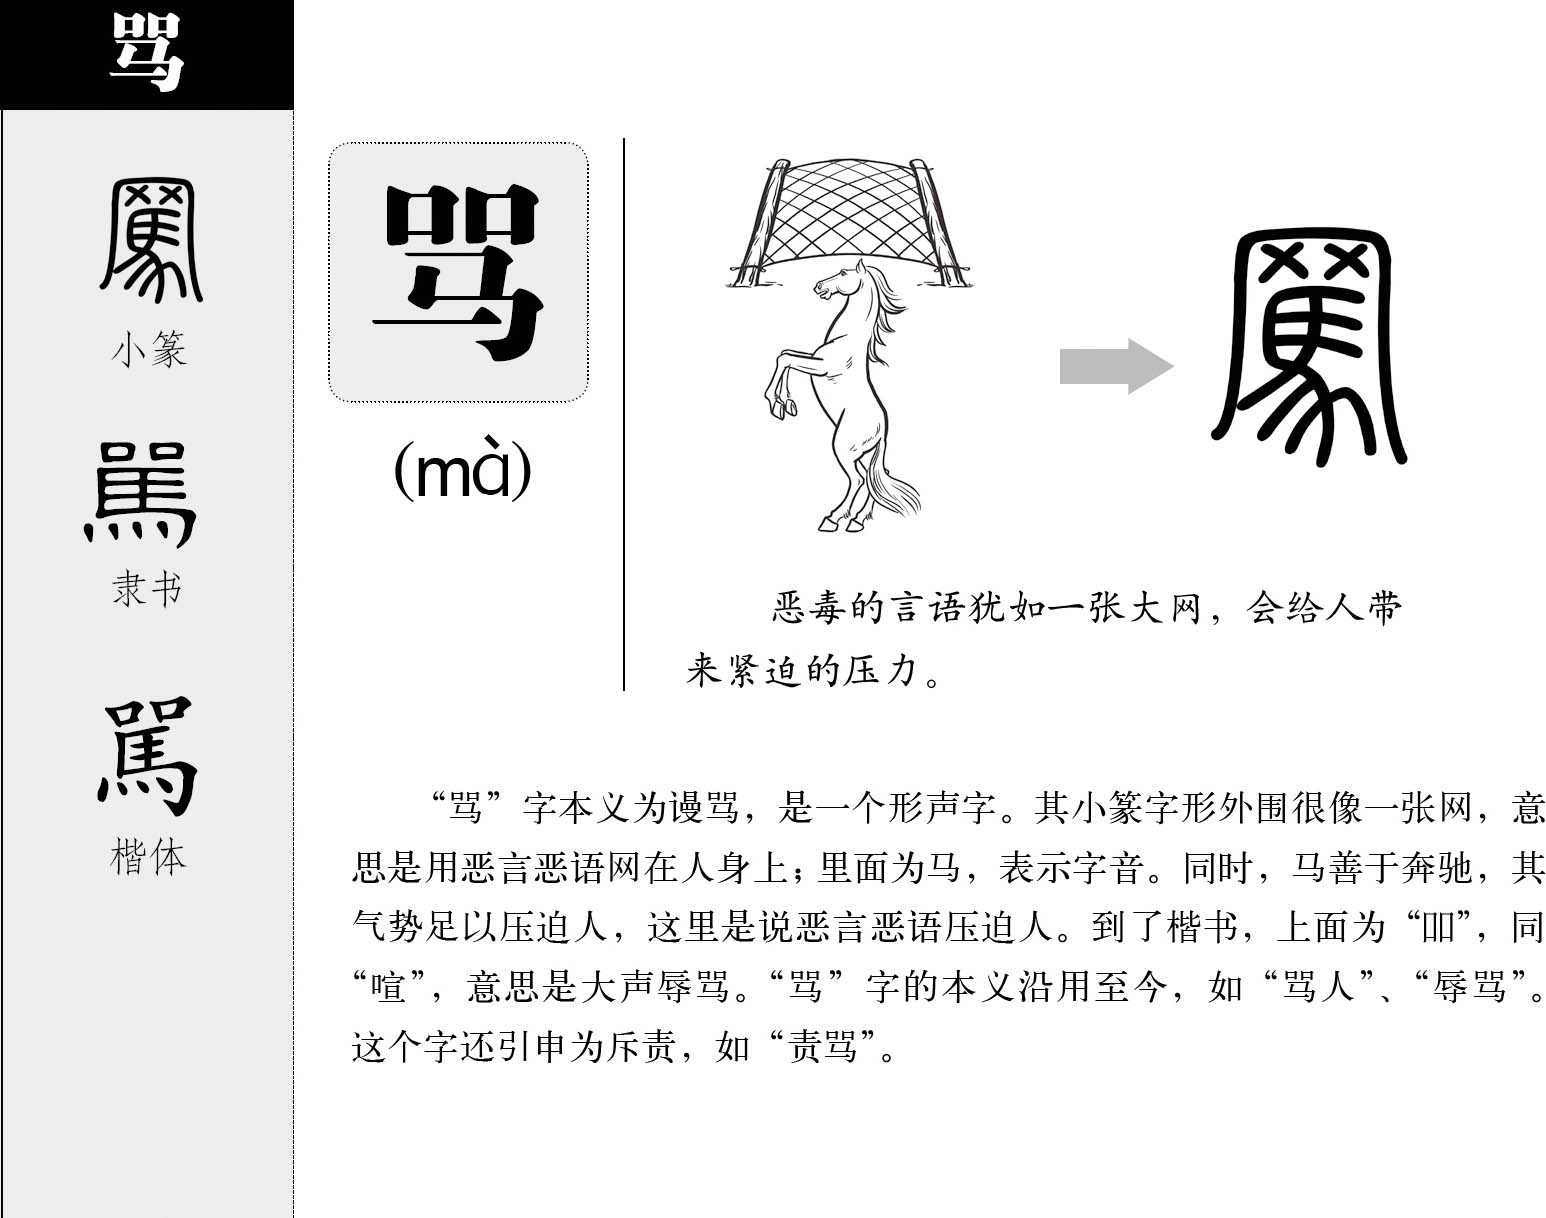 骂
小篆
駡
隶书
駡
楷体
骂
(mà)
恶毒的言语犹如一张大网，会给人带
来紧迫的压力。
“骂”字本义为谩骂，是一个形声字。其小篆字形外围很像一张网，意
思是用恶言恶语网在人身上；里面为马，表示字音。同时，马善于奔驰，其
气势足以压迫人，这里是说恶言恶语压迫人。到了楷书，上面为“吅”，同
“喧”，意思是大声辱骂。“骂”字的本义沿用至今，如“骂人”、“辱骂”。
这个字还引申为斥责，如“责骂”。